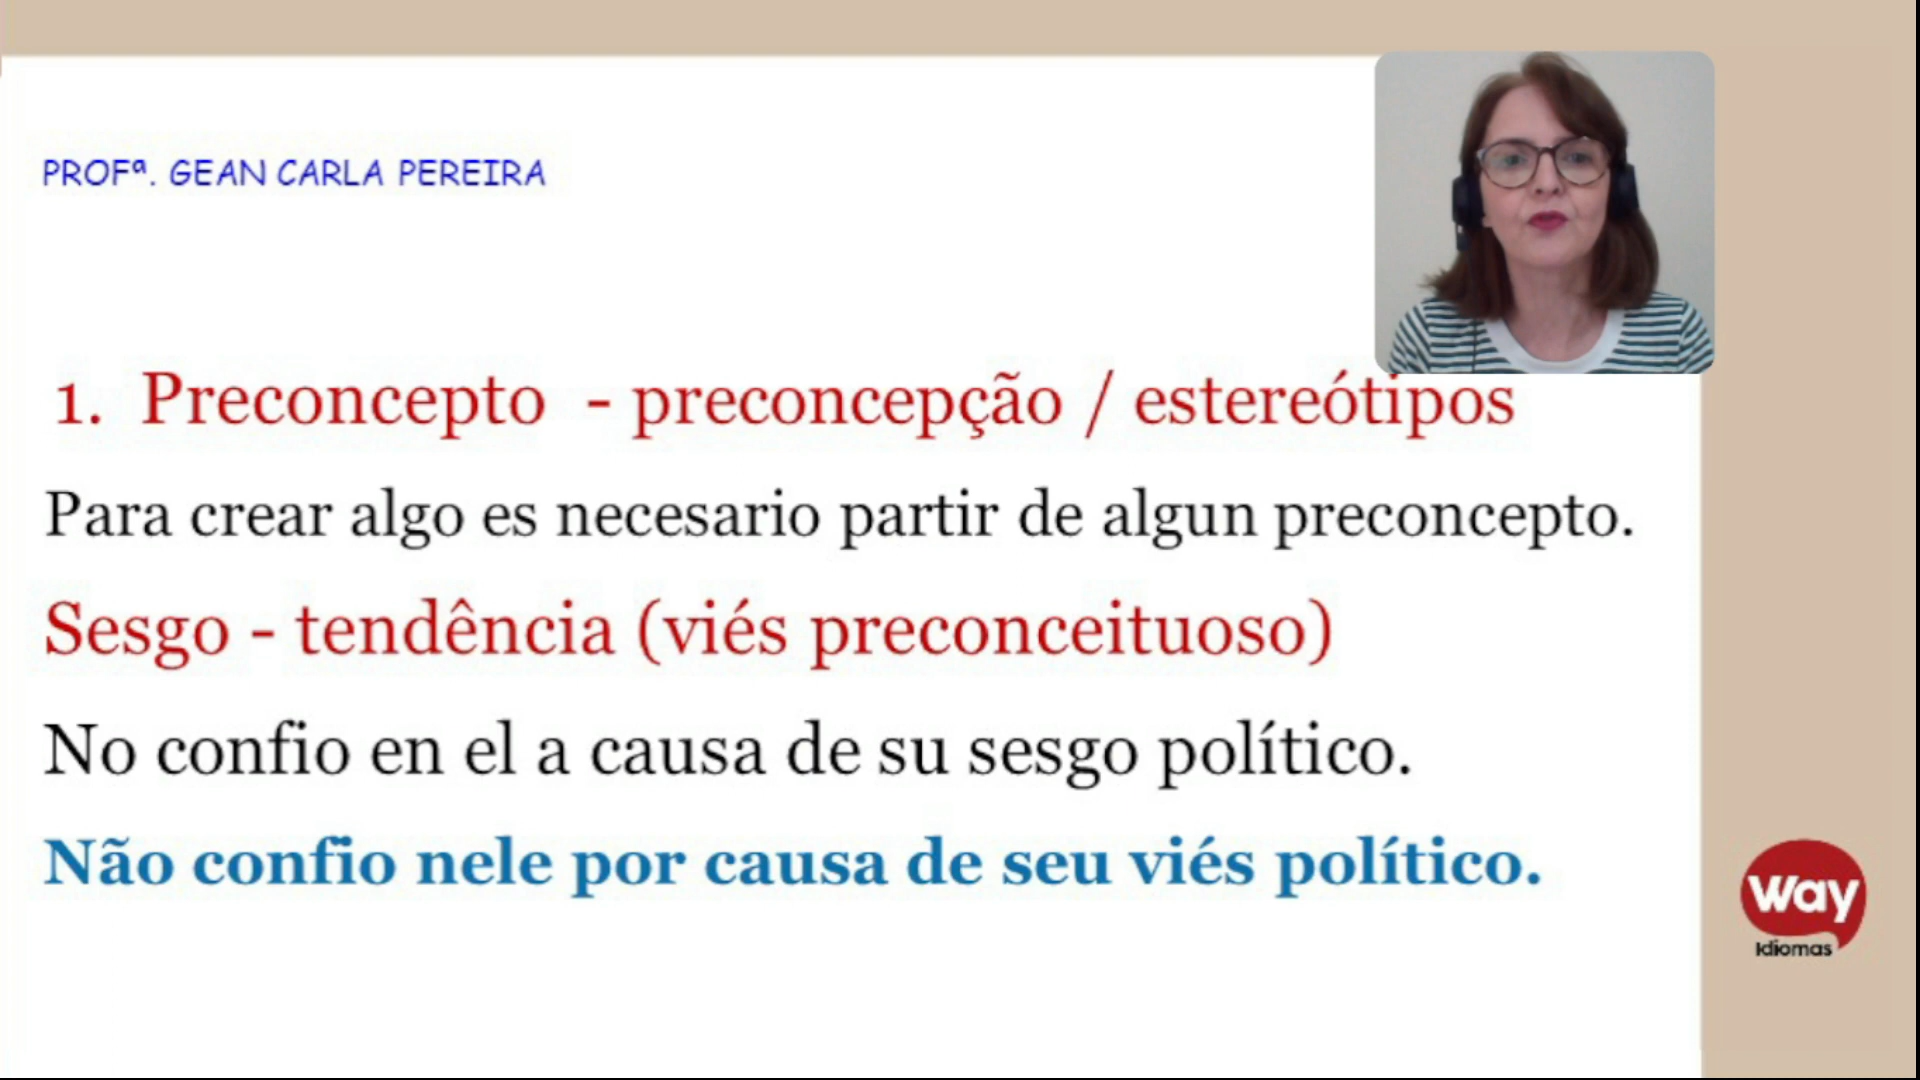 PROFª. GEAN CARLA PEREIRA
1. Preconcepto - preconcepção / estereótipos
Para crear algo es necesario partir de algun preconcepto.
Sesgo - tendência (viés preconceituoso)
No confio en el a causa de su sesgo político.
Não confio nele por causa de seu viés político.
Way
Idiomas